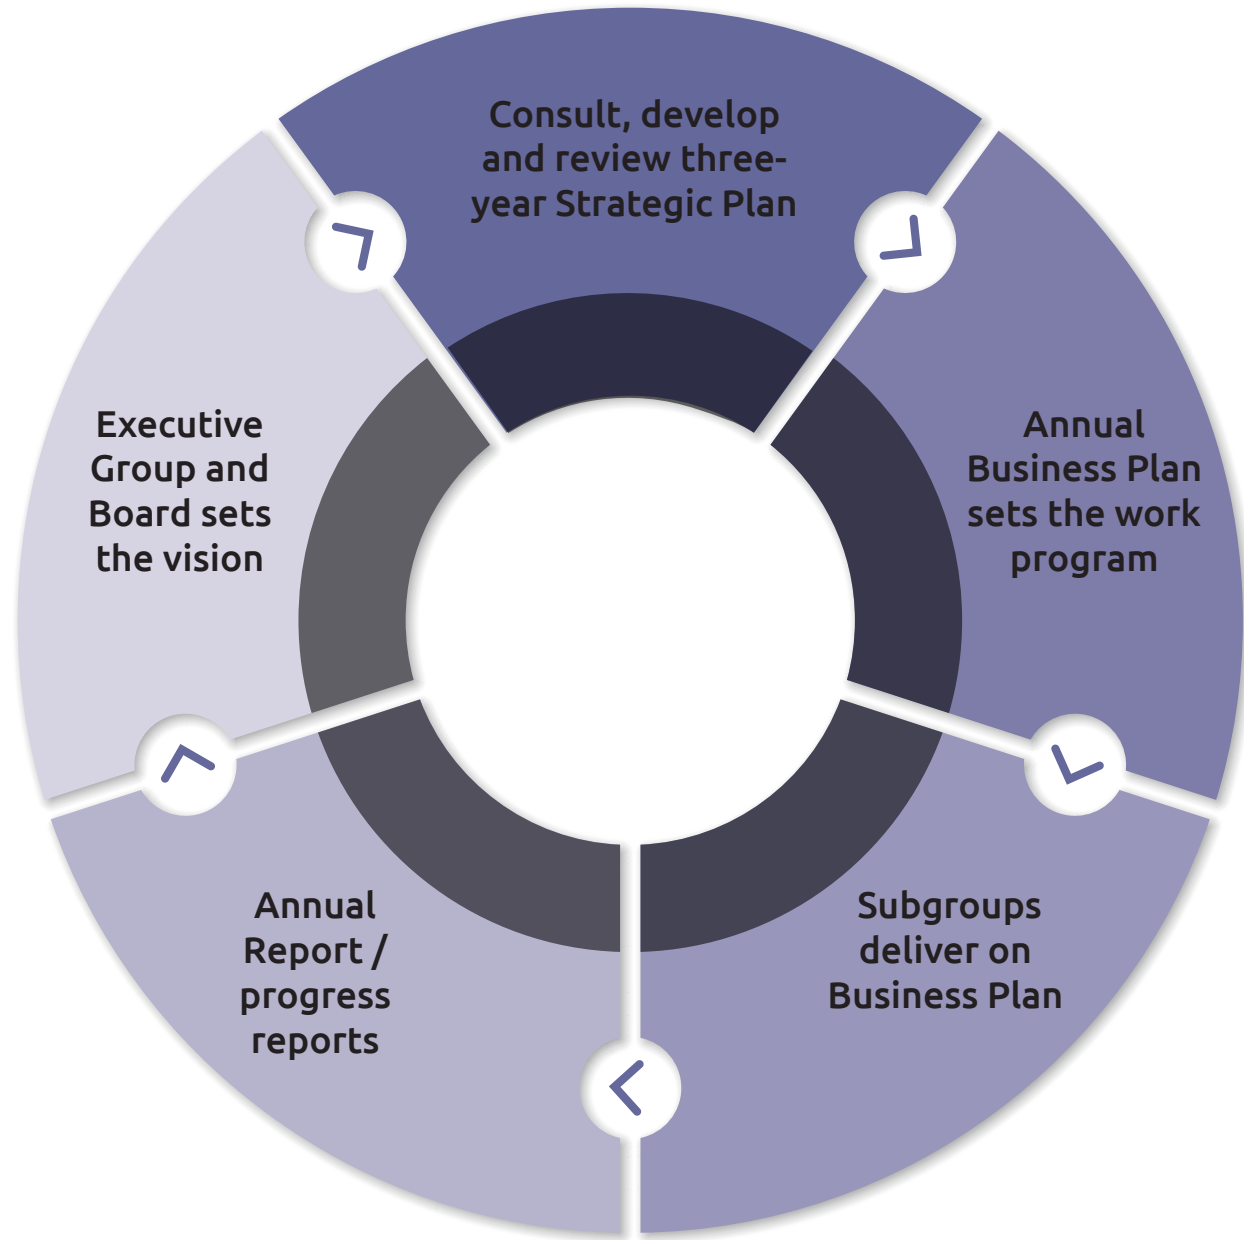 Consult, develop
and review three-
year Strategic Plan
Annual
Business Plan
sets the work
program
Subgroups
deliver on
Business Plan
Annual
Report /
progress
reports
Executive
Group and
Board sets
the vision